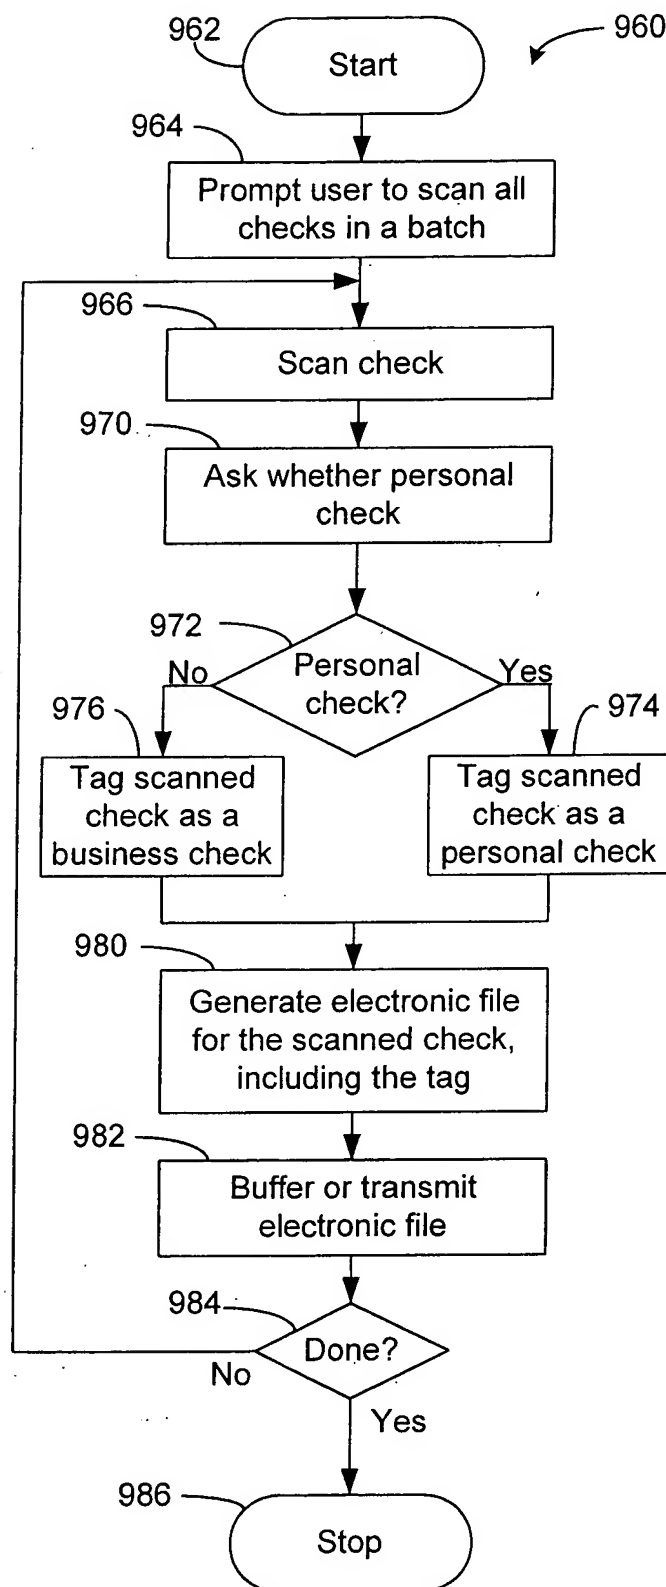 962
Start
960
964
Prompt user to scan all
checks in a batch
966
Scan check
970
Ask whether personal
check
972
Personal
check?
No
Yes
976
974
Tag scanned
check as a
business check
Tag scanned
check as a
personal check
980
Generate electronic file
for the scanned check,
including the tag
982
Buffer or transmit
electronic file
984
Done?
No
Yes
986
Stop